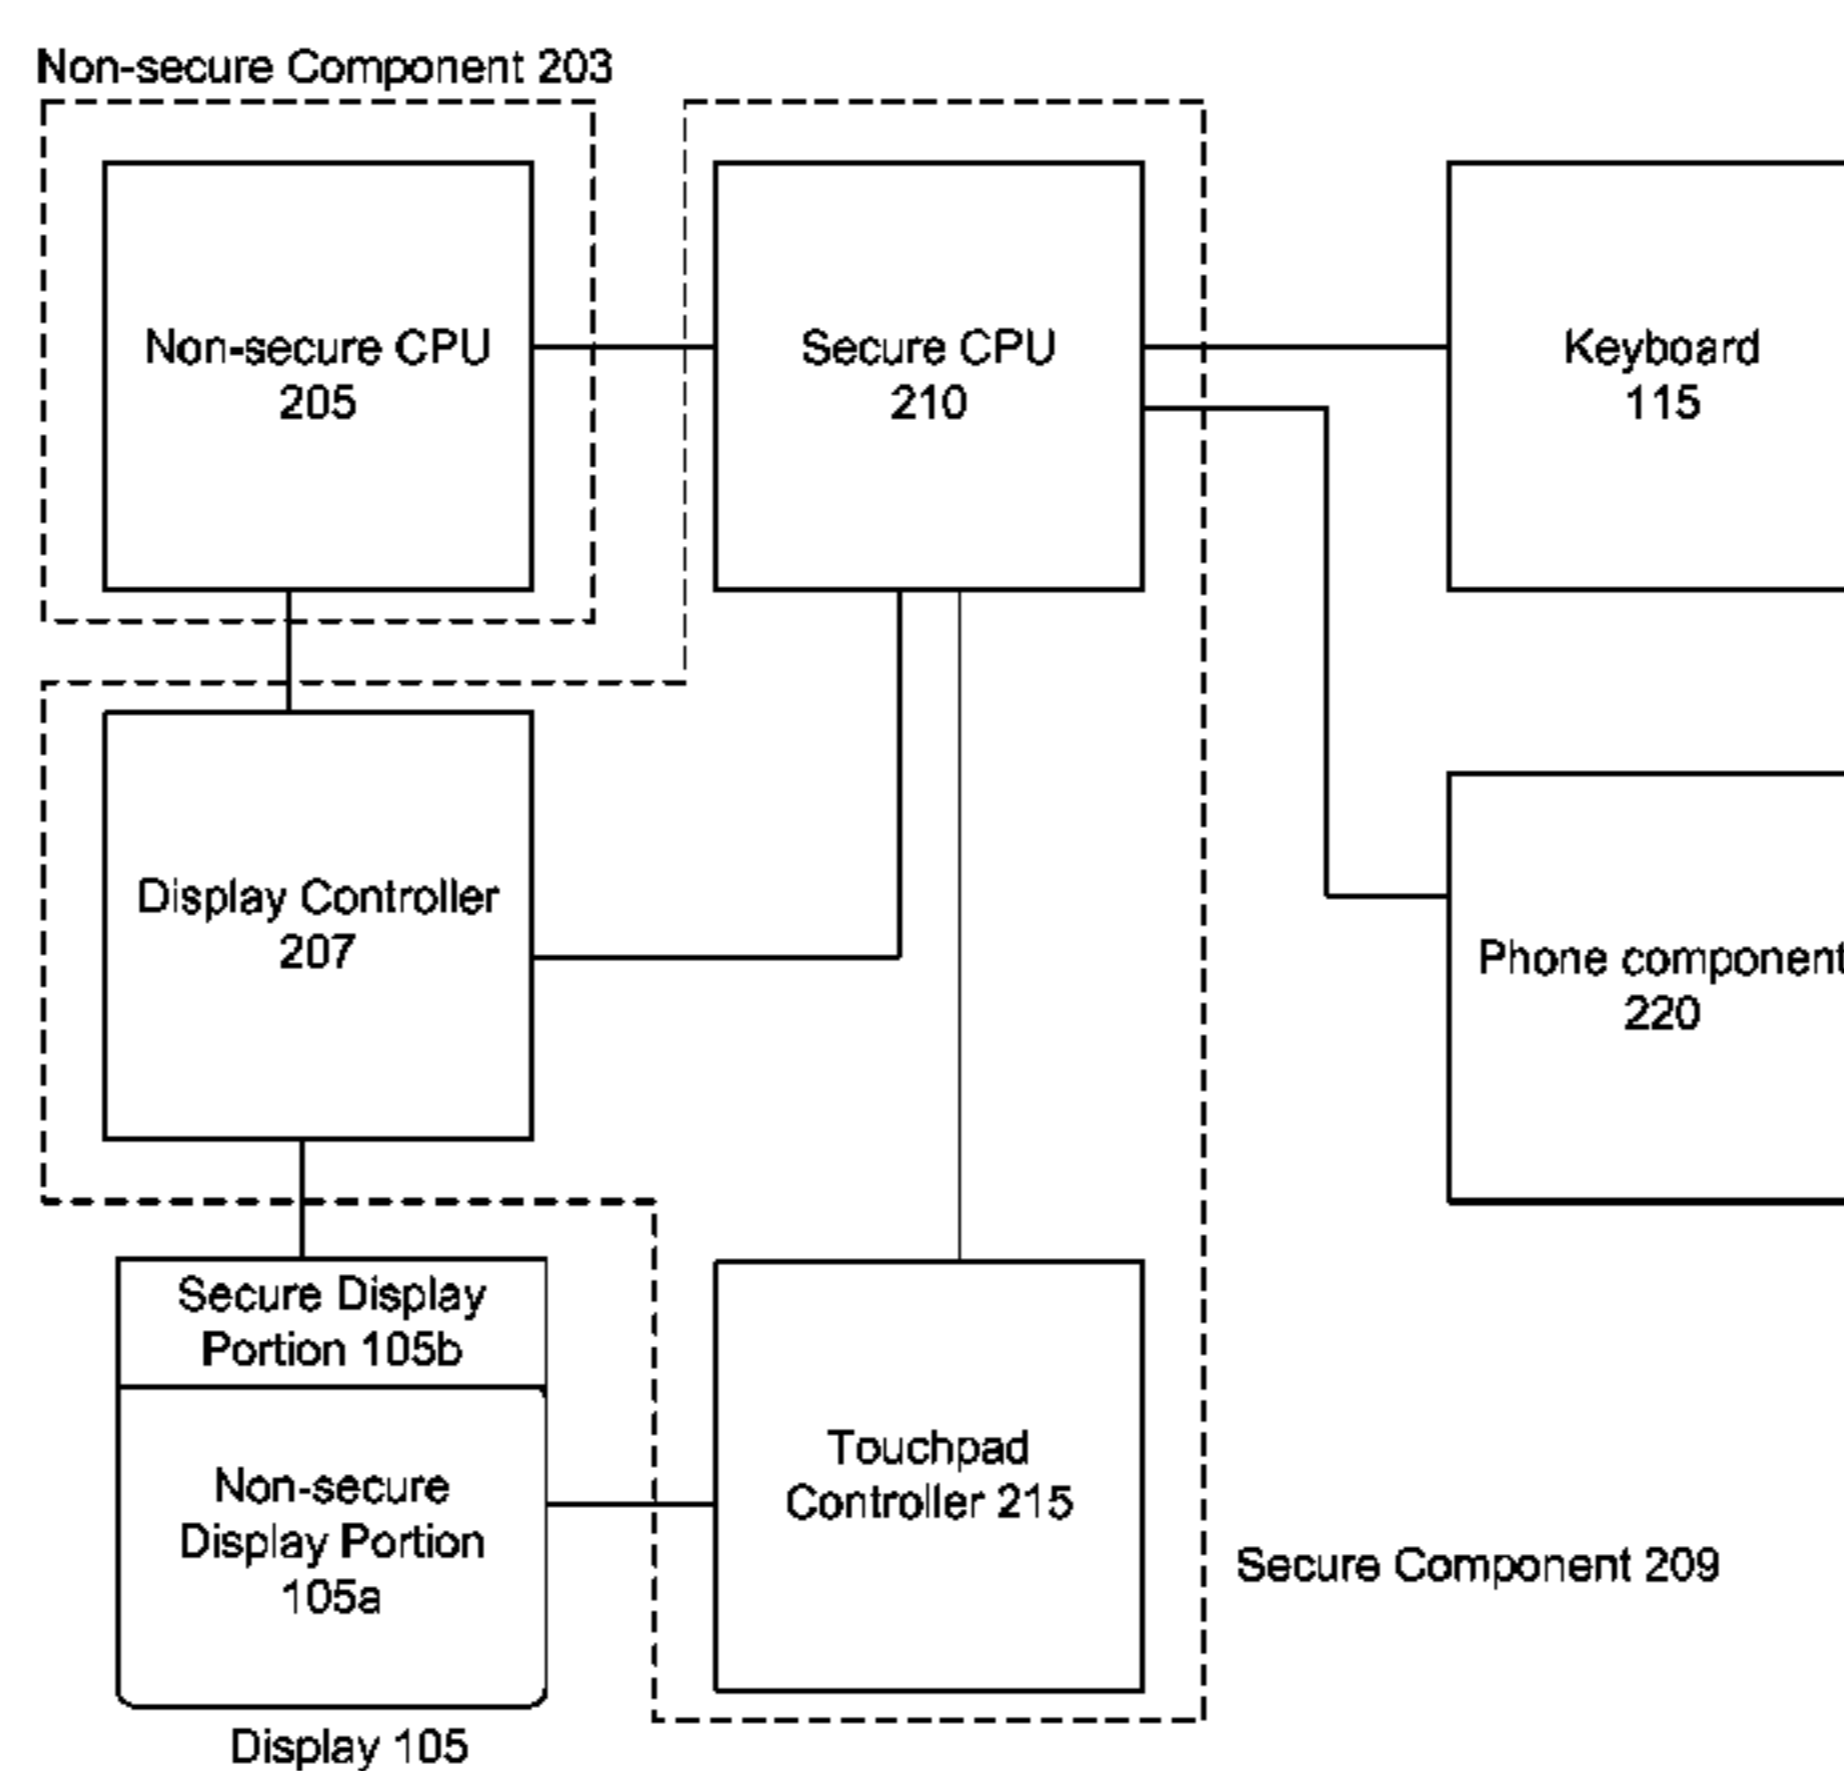 Non-secure Component 203
Non-secure CPU
205
Secure CPU
210
Keyboard
115
Display Controller
207
Phone component
220
Secure Display
Portion 105b
Non-secure
Display Portion
105a
Touchpad
Controller 215
Secure Component 209
Display 105